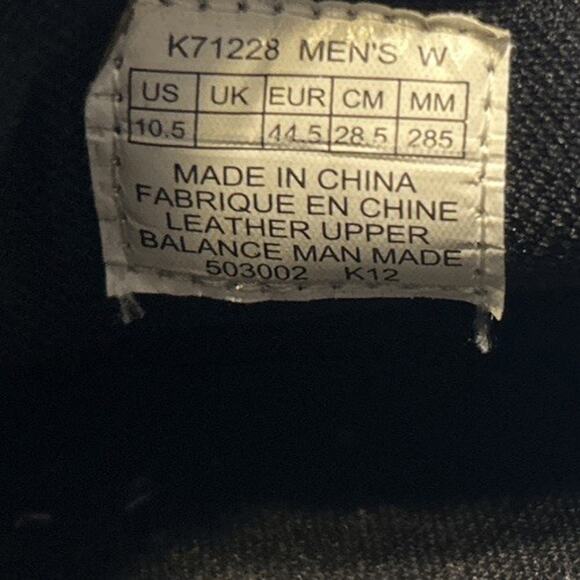 K71228 MEN'S W
US UK EUR CM MM
10.5 44.5 28.5 285
MADE IN CHINA
FABRIQUE EN CHINE
LEATHER UPPER
BALANCE MAN MADE
503002 K12